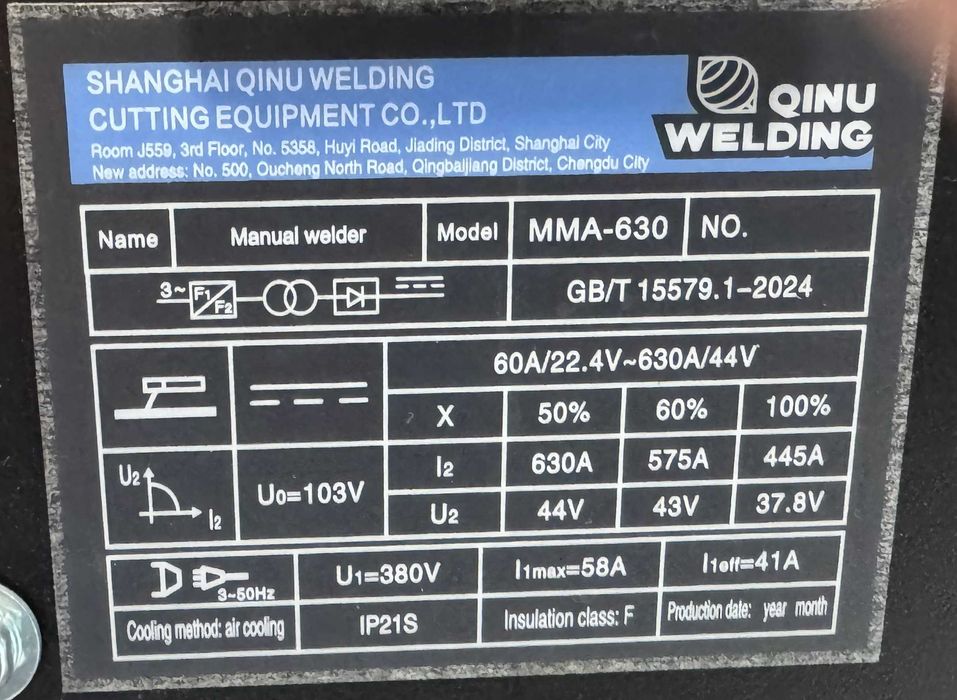 SHANGHAI QINU WELDING
CUTTING EQUIPMENT CO.,LTD
Room J559, 3rd Floor, No. 5358, Huyi Road, Jiading District, Shanghai City
New address: No. 500, Oucheng North Road, Qingbaijiang District, Chengdu City
QINU
WELDING
Name Manual welder Model MMA-630 NO.
3~ F1/F2 GB/T 15579.1-2024
60A/22.4V~630A/44V
X 50% 60% 100%
I2 630A 575A 445A
U2 I2 U0=103V
U2 44V 43V 37.8V
3~50Hz U1=380V I1max=58A I1eff=41A
Cooling method: air cooling IP21S Insulation class: F Production date: year month